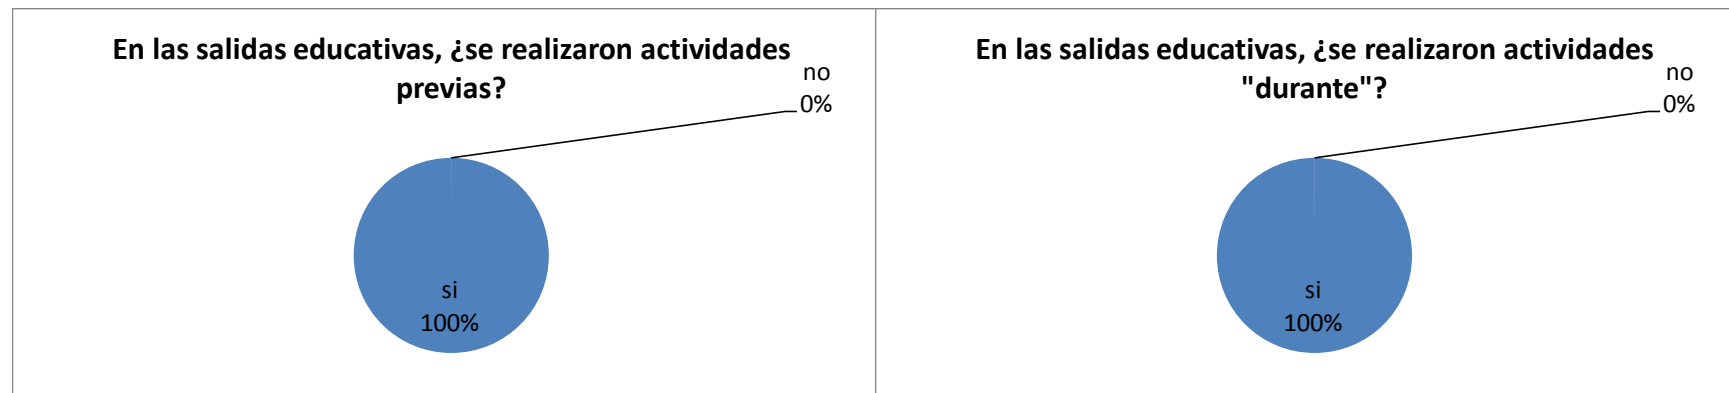 En las salidas educativas, ¿se realizaron actividades
previas?
no
0%
si
100%
En las salidas educativas, ¿se realizaron actividades
"durante"?
no
0%
si
100%